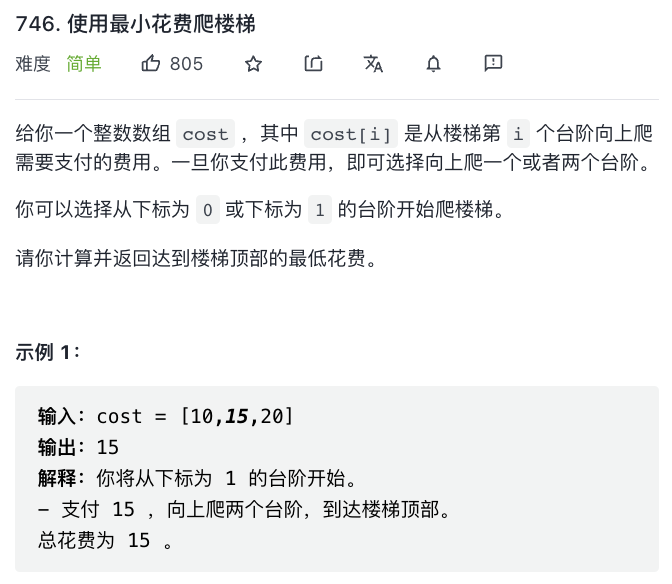 746. 使用最小花费爬楼梯
难度 简单 805
给你一个整数数组 cost ，其中 cost[i] 是从楼梯第 i 个台阶向上爬
需要支付的费用。一旦你支付此费用，即可选择向上爬一个或者两个台阶。
你可以选择从下标为 0 或下标为 1 的台阶开始爬楼梯。
请你计算并返回达到楼梯顶部的最低花费。
示例 1：
输入：cost = [10,15,20]
输出：15
解释：你将从下标为 1 的台阶开始。
- 支付 15 ，向上爬两个台阶，到达楼梯顶部。
总花费为 15 。